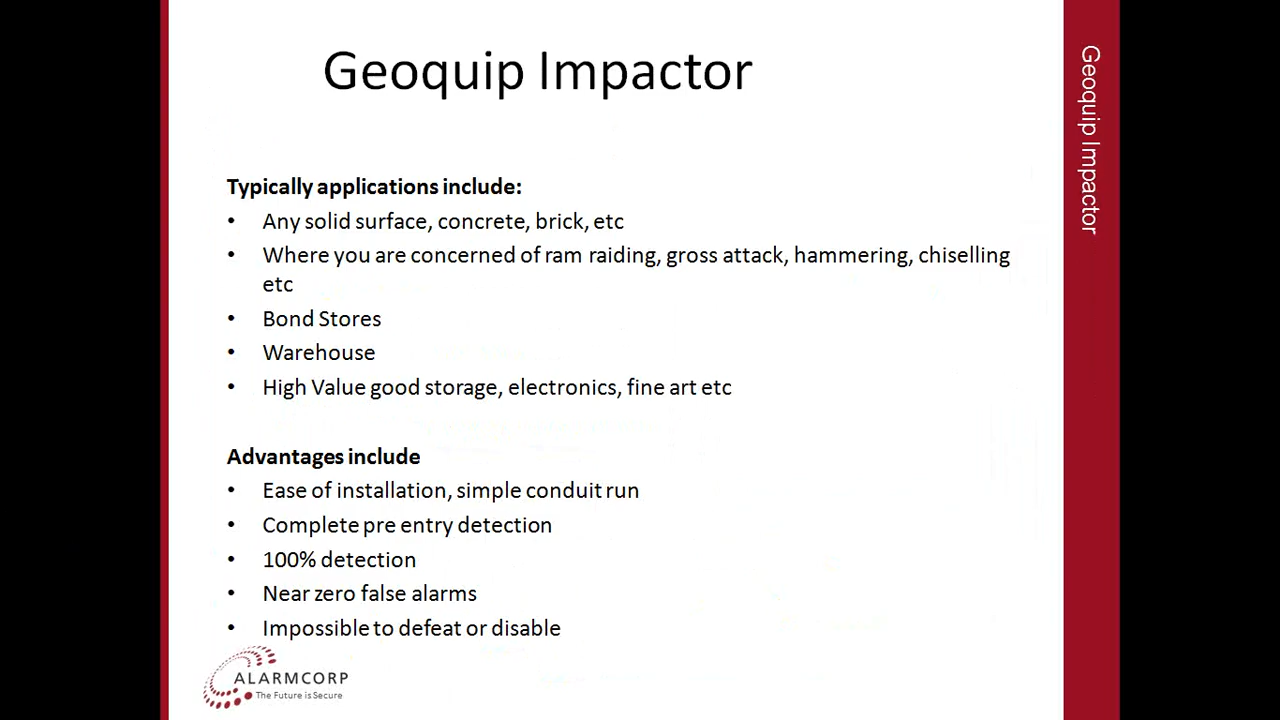 Geoquip Impactor
Geoquip Impactor
Typically applications include:
• Any solid surface, concrete, brick, etc
• Where you are concerned of ram raiding, gross attack, hammering, chiselling
etc
• Bond Stores
• Warehouse
• High Value good storage, electronics, fine art etc
Advantages include
• Ease of installation, simple conduit run
• Complete pre entry detection
• 100% detection
• Near zero false alarms
• Impossible to defeat or disable
ALARMCORP
The Future is Secure